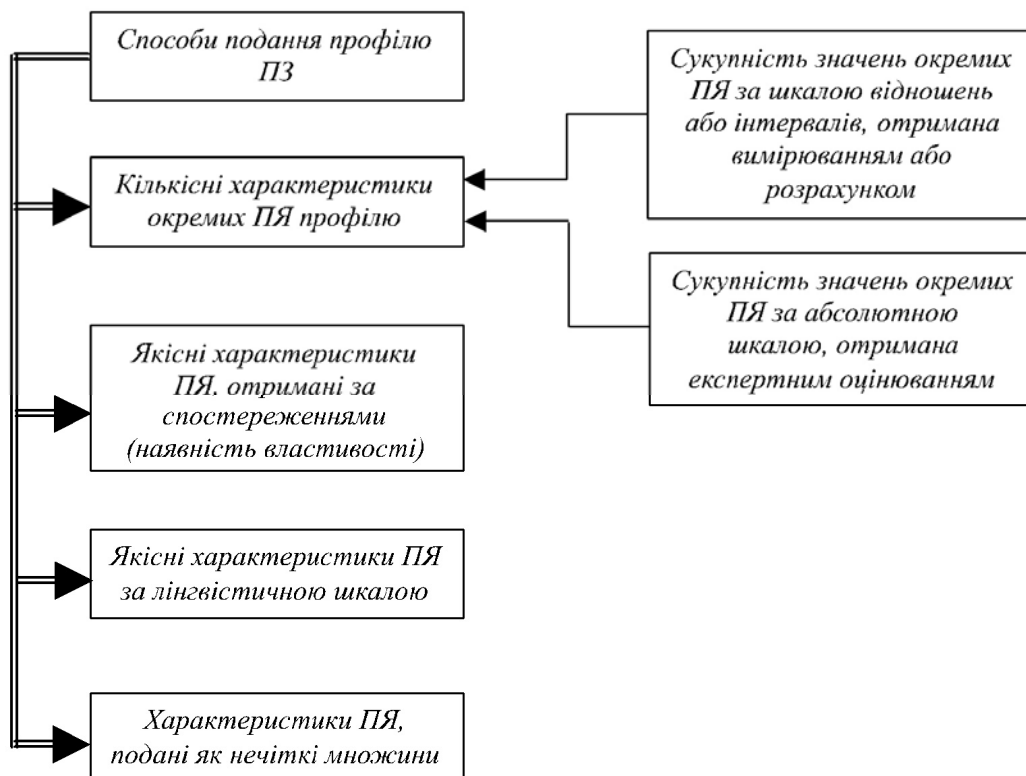 Способи подання профілю
ПЗ
Кількісні характеристики
окремих ПЯ профілю
Якісні характеристики
ПЯ, отримані за
спостереженнями
(наявність властивості)
Якісні характеристики ПЯ
за лінгвістичною шкалою
Характеристики ПЯ,
подані як нечіткі множини
Сукупність значень окремих
ПЯ за шкалою відношень
або інтервалів, отримана
вимірюванням або
розрахунком
Сукупність значень окремих
ПЯ за абсолютною
шкалою, отримана
експертним оцінюванням